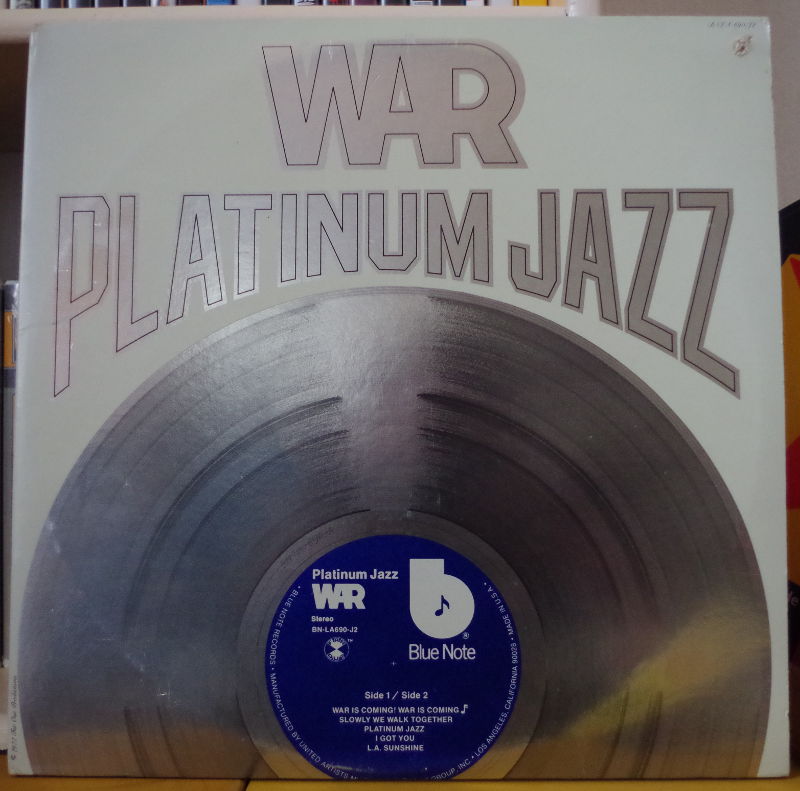 WAR
PLATINUM JAZZ
Platinum Jazz
WAR
Stereo
BN-LA690-J2
b
Blue Note
®
Side 1 / Side 2
WAR IS COMING! WAR IS COMING
SLOWLY WE WALK TOGETHER
PLATINUM JAZZ
I GOT YOU
L.A. SUNSHINE
• BLUE NOTE RECORDS • MANUFACTURED BY UNITED ARTISTS GROUP, INC • LOS ANGELES, CALIFORNIA 90028 • MADE IN U.S.A. •